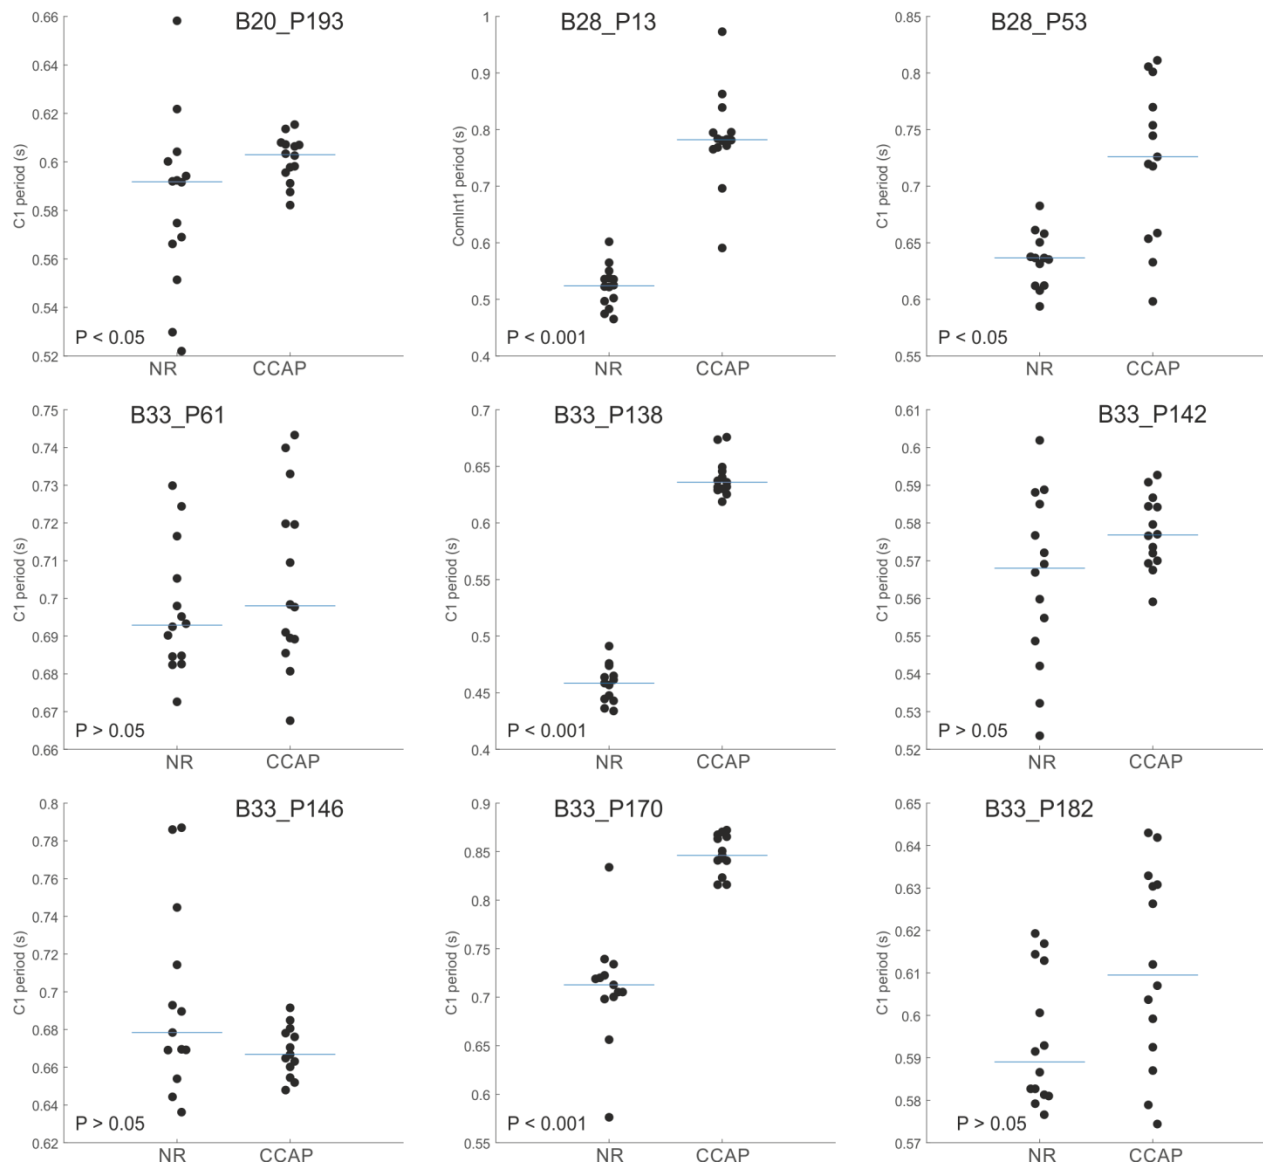 B20_P193
0.66
0.64
0.62
0.6
0.58
0.56
0.54
0.52
C1 period (s)
P < 0.05
NR CCAP
B28_P13
1
0.9
0.8
0.7
0.6
0.5
0.4
ComInt1 period (s)
P < 0.001
NR CCAP
B28_P53
0.85
0.8
0.75
0.7
0.65
0.6
0.55
C1 period (s)
P < 0.05
NR CCAP
B33_P61
0.75
0.74
0.73
0.72
0.71
0.7
0.69
0.68
0.67
0.66
C1 period (s)
P > 0.05
NR CCAP
B33_P138
0.7
0.65
0.6
0.55
0.5
0.45
0.4
C1 period (s)
P < 0.001
NR CCAP
B33_P142
0.61
0.6
0.59
0.58
0.57
0.56
0.55
0.54
0.53
0.52
C1 period (s)
P > 0.05
NR CCAP
B33_P146
0.8
0.78
0.76
0.74
0.72
0.7
0.68
0.66
0.64
0.62
C1 period (s)
P > 0.05
NR CCAP
B33_P170
0.9
0.85
0.8
0.75
0.7
0.65
0.6
0.55
C1 period (s)
P < 0.001
NR CCAP
B33_P182
0.65
0.64
0.63
0.62
0.61
0.6
0.59
0.58
0.57
C1 period (s)
P > 0.05
NR CCAP